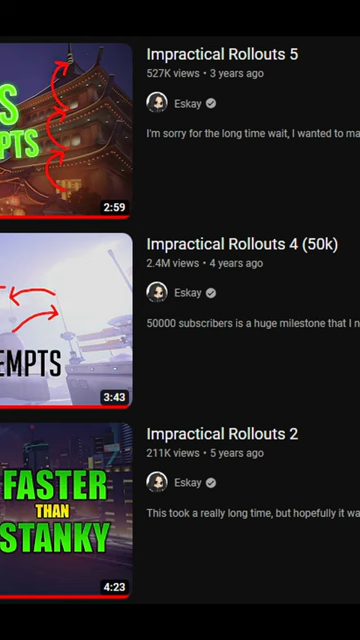 Impractical Rollouts 5
527K views • 3 years ago
Eskay
I'm sorry for the long time wait, I wanted to ma
S
PTS
2:59
Impractical Rollouts 4 (50k)
2.4M views • 4 years ago
Eskay
50000 subscribers is a huge milestone that I n
EMPTS
3:43
Impractical Rollouts 2
211K views • 5 years ago
Eskay
This took a really long time, but hopefully it wa
FASTER
THAN
STANKY
4:23